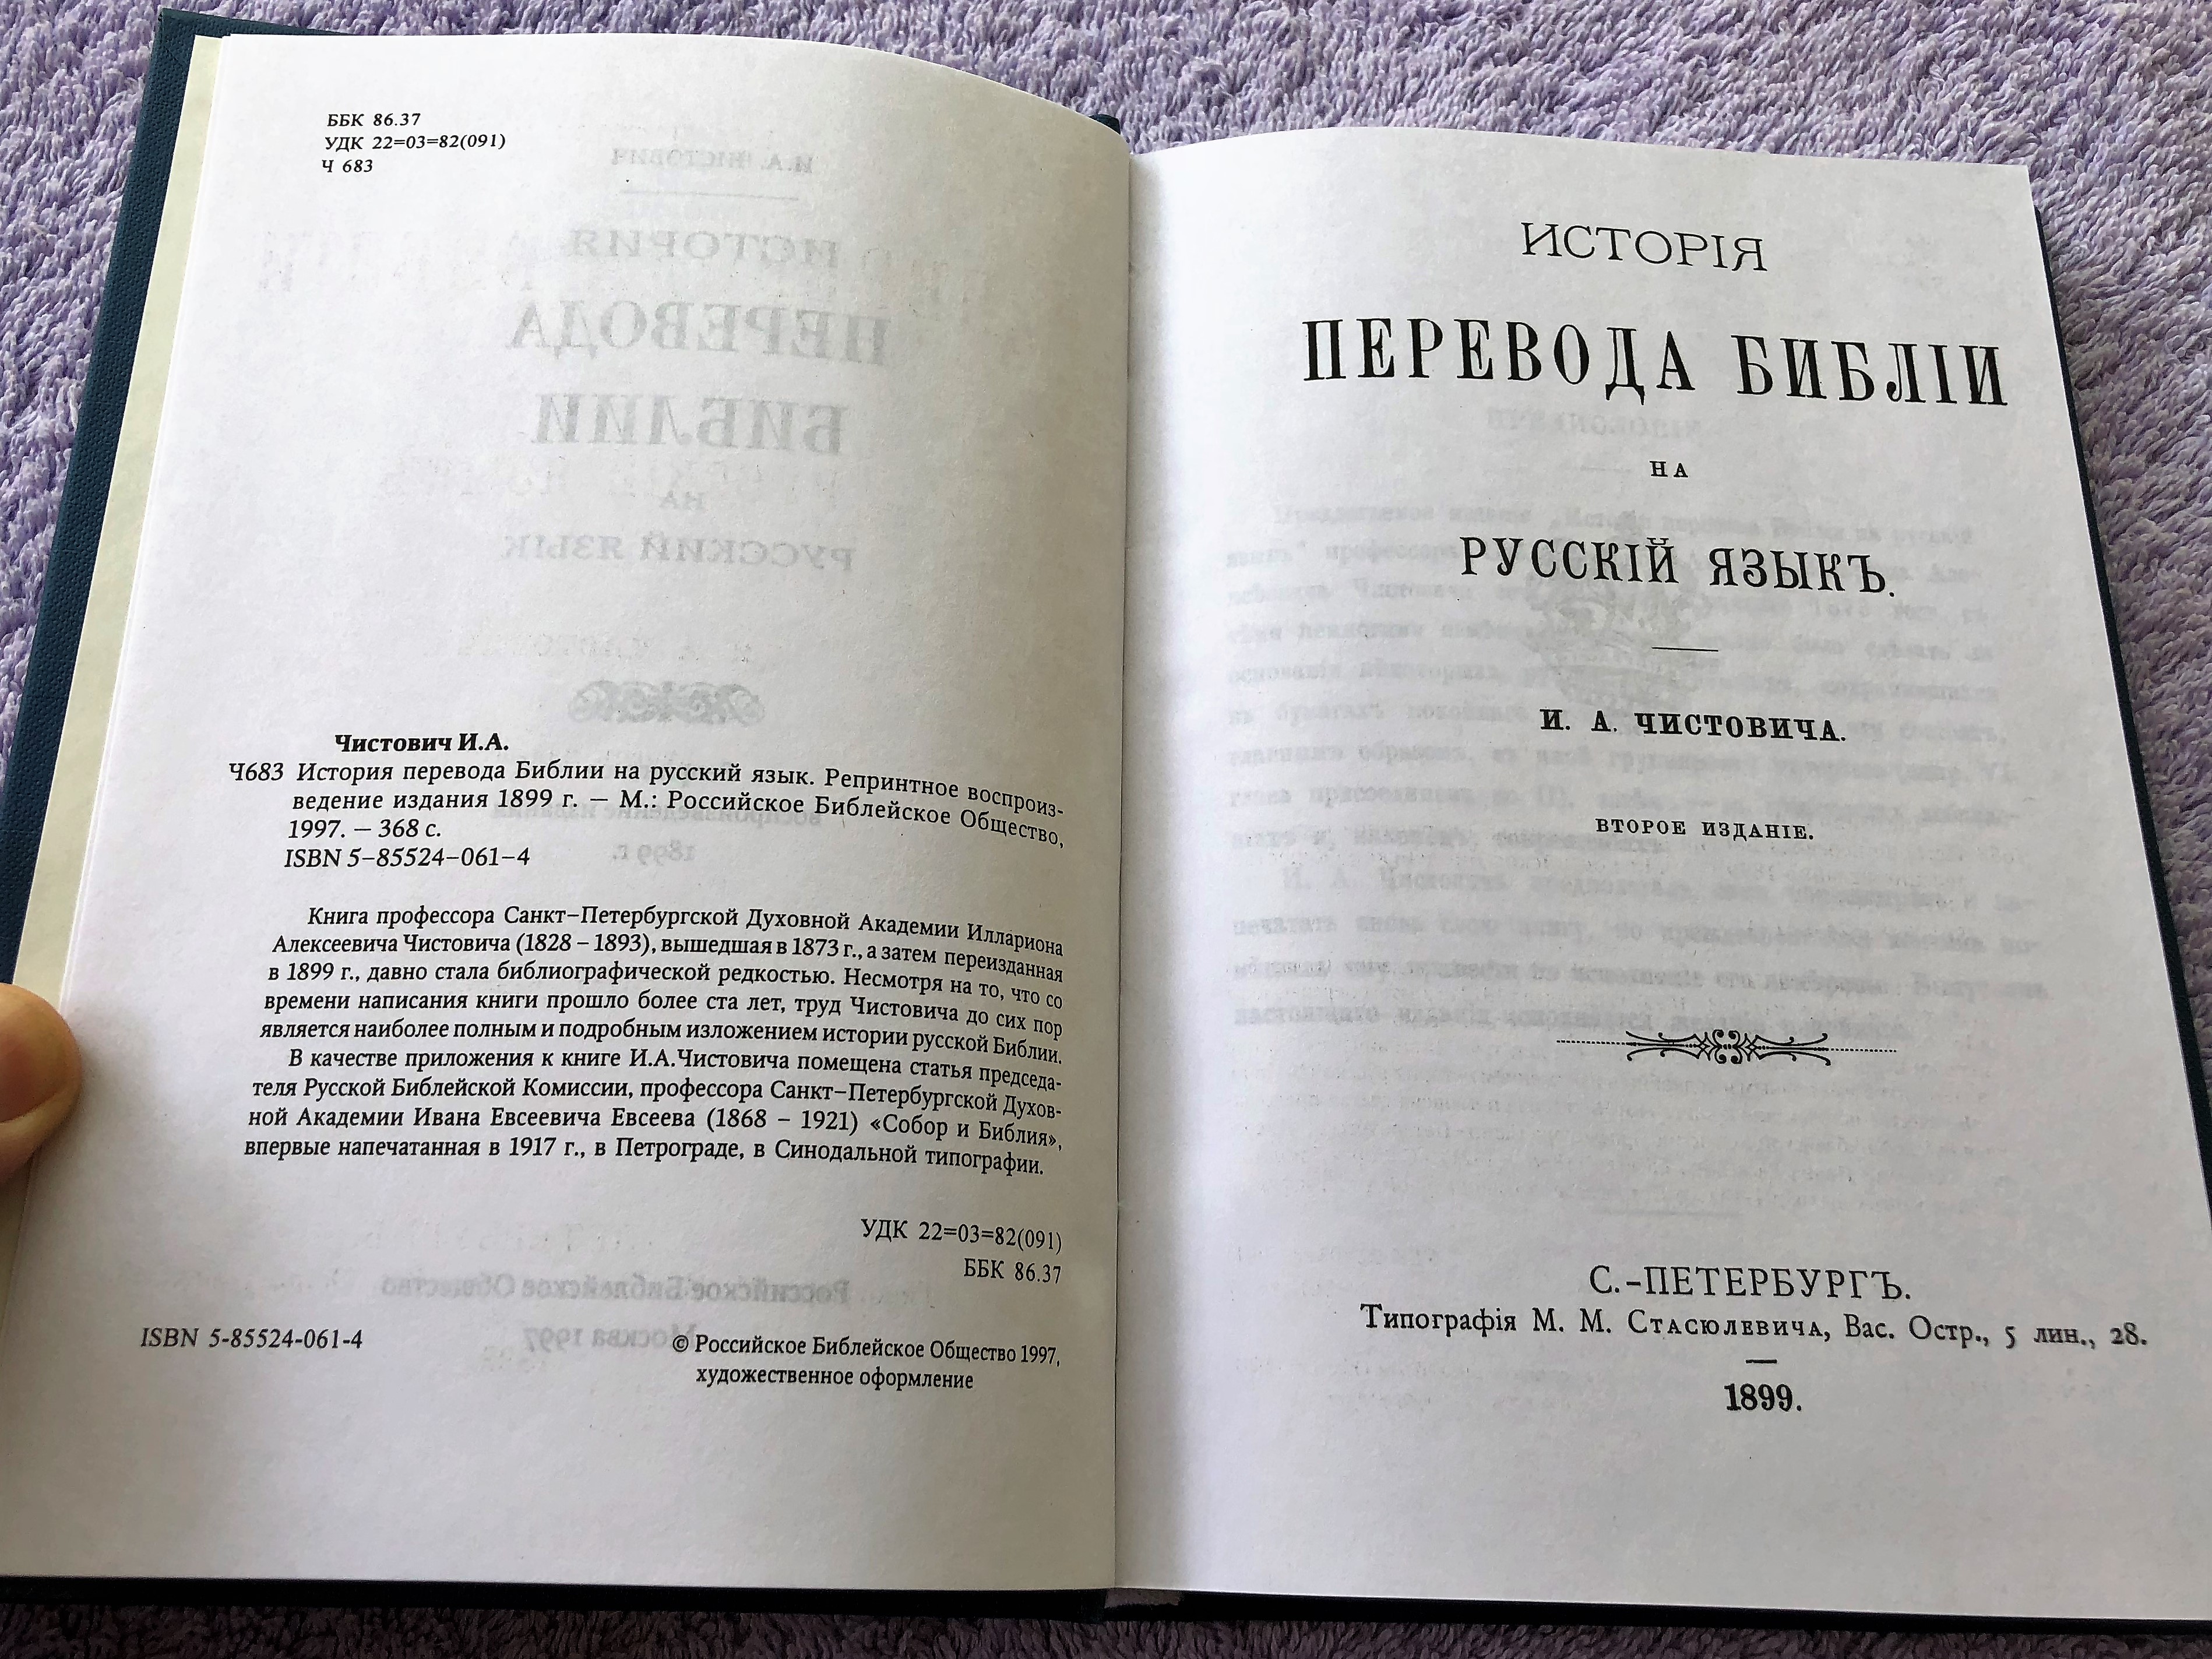 ББК 86.37
УДК 22=03=82(091)
Ч 683
Чистович И.А.
Ч683 История перевода Библии на русский язык. Репринтное воспроиз-
ведение издания 1899 г. — М.: Российское Библейское Общество,
1997. — 368 с.
ISBN 5-85524-061-4
Книга профессора Санкт-Петербургской Духовной Академии Иллариона
Алексеевича Чистовича (1828 – 1893), вышедшая в 1873 г., а затем переизданная
в 1899 г., давно стала библиографической редкостью. Несмотря на то, что со
времени написания книги прошло более ста лет, труд Чистовича до сих пор
является наиболее полным и подробным изложением истории русской Библии.
В качестве приложения к книге И.А.Чистовича помещена статья председа-
теля Русской Библейской Комиссии, профессора Санкт-Петербургской Духов-
ной Академии Ивана Евсеевича Евсеева (1868 – 1921) «Собор и Библия»,
впервые напечатанная в 1917 г., в Петрограде, в Синодальной типографии.
УДК 22=03=82(091)
ББК 86.37
ISBN 5-85524-061-4
© Российское Библейское Общество 1997,
художественное оформление
ИСТОРІЯ
ПЕРЕВОДА БИБЛІИ
НА
РУССКІЙ ЯЗЫКЪ.
И. А. ЧИСТОВИЧА.
ВТОРОЕ ИЗДАНІЕ.
С.-ПЕТЕРБУРГЪ.
Типографія М. М. Стасюлевича, Вас. Остр., 5 лин., 28.
1899.